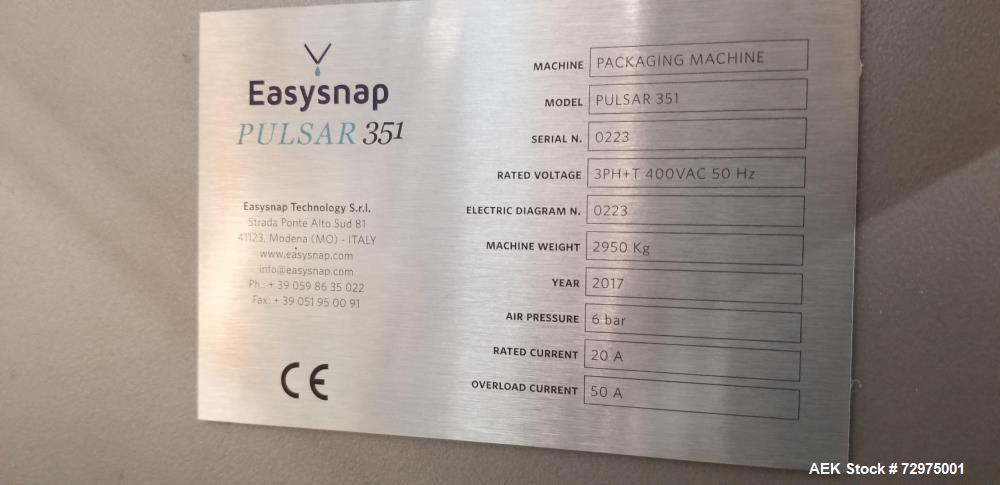 Easysnap
PULSAR 351
Easysnap Technology S.r.l.
Strada Ponte Alto Sud 81
41123, Modena (MO) - ITALY
www.easysnap.com
info@easysnap.com
Ph.: + 39 059 86 35 022
Fax: + 39 051 95 00 91
CE
MACHINE PACKAGING MACHINE
MODEL PULSAR 351
SERIAL N. 0223
RATED VOLTAGE 3PH+T 400VAC 50 Hz
ELECTRIC DIAGRAM N. 0223
MACHINE WEIGHT 2950 Kg
YEAR 2017
AIR PRESSURE 6 bar
RATED CURRENT 20 A
OVERLOAD CURRENT 50 A
AEK Stock # 72975001